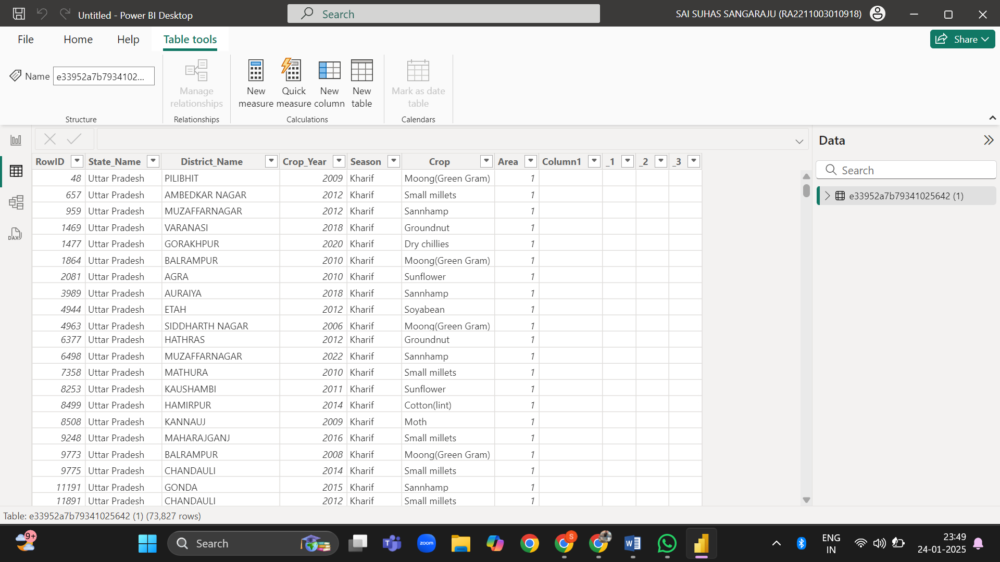 Untitled - Power BI Desktop
Search
SAI SUHAS SANGARAJU (RA2211003010918)
File Home Help Table tools
Share
Name e33952a7b7934102...
Manage relationships
New measure
Quick measure
New column
New table
Mark as date table
Structure Relationships Calculations Calendars
Data
Search
e33952a7b79341025642 (1)
DAX
RowID State_Name District_Name Crop_Year Season Crop Area Column1 _1 _2 _3
48 Uttar Pradesh PILIBHIT 2009 Kharif Moong(Green Gram) 1
657 Uttar Pradesh AMBEDKAR NAGAR 2012 Kharif Small millets 1
959 Uttar Pradesh MUZAFFARNAGAR 2012 Kharif Sannhamp 1
1469 Uttar Pradesh VARANASI 2018 Kharif Groundnut 1
1477 Uttar Pradesh GORAKHPUR 2020 Kharif Dry chillies 1
1864 Uttar Pradesh BALRAMPUR 2010 Kharif Moong(Green Gram) 1
2081 Uttar Pradesh AGRA 2010 Kharif Sunflower 1
3989 Uttar Pradesh AURAIYA 2018 Kharif Sannhamp 1
4944 Uttar Pradesh ETAH 2012 Kharif Soyabean 1
4963 Uttar Pradesh SIDDHARTH NAGAR 2006 Kharif Moong(Green Gram) 1
6377 Uttar Pradesh HATHRAS 2012 Kharif Groundnut 1
6498 Uttar Pradesh MUZAFFARNAGAR 2022 Kharif Sannhamp 1
7358 Uttar Pradesh MATHURA 2010 Kharif Small millets 1
8253 Uttar Pradesh KAUSHAMBI 2011 Kharif Sunflower 1
8499 Uttar Pradesh HAMIRPUR 2014 Kharif Cotton(lint) 1
8508 Uttar Pradesh KANNAUJ 2009 Kharif Moth 1
9248 Uttar Pradesh MAHARAJGANJ 2016 Kharif Small millets 1
9773 Uttar Pradesh BALRAMPUR 2008 Kharif Moong(Green Gram) 1
9775 Uttar Pradesh CHANDAULI 2014 Kharif Small millets 1
11191 Uttar Pradesh GONDA 2015 Kharif Sannhamp 1
11891 Uttar Pradesh CHANDAULI 2012 Kharif Small millets 1
Table: e33952a7b79341025642 (1) (73,827 rows)
9+
Search
zoom
S
W
ENG
IN
23:49
24-01-2025